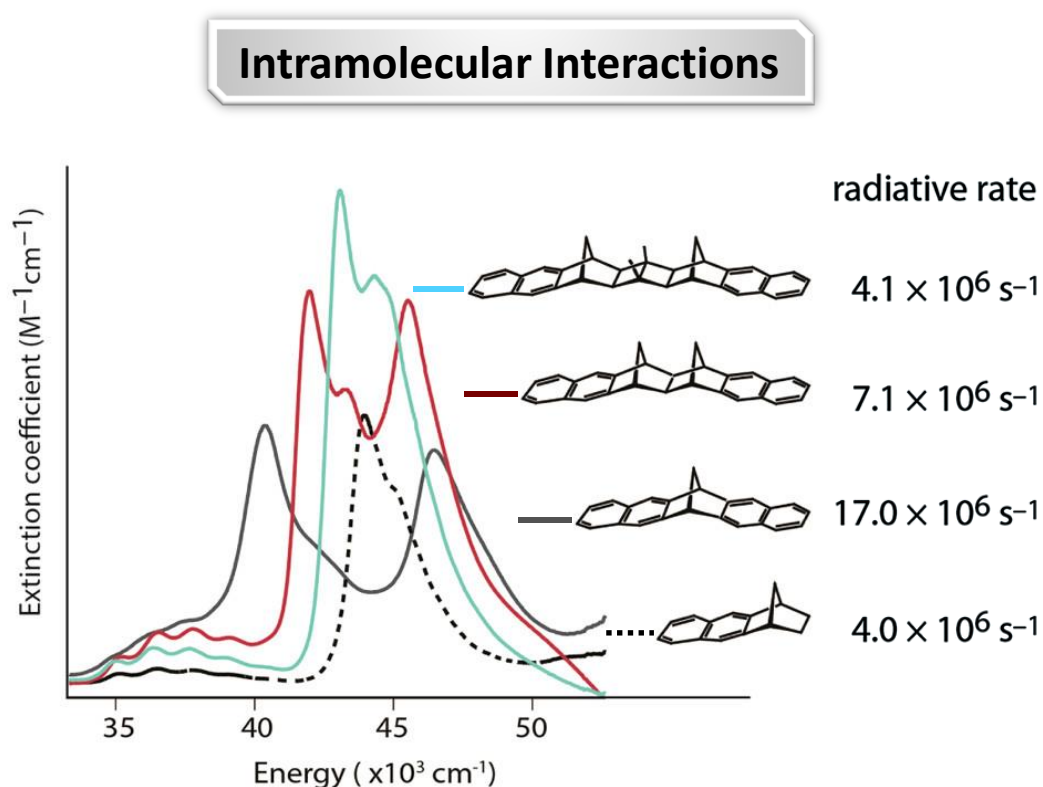 Intramolecular Interactions
radiative rate
4.1 × 10⁶ s⁻¹
7.1 × 10⁶ s⁻¹
17.0 × 10⁶ s⁻¹
4.0 × 10⁶ s⁻¹
Extinction coefficient (M⁻¹cm⁻¹)
35 40 45 50
Energy ( x10³ cm⁻¹)